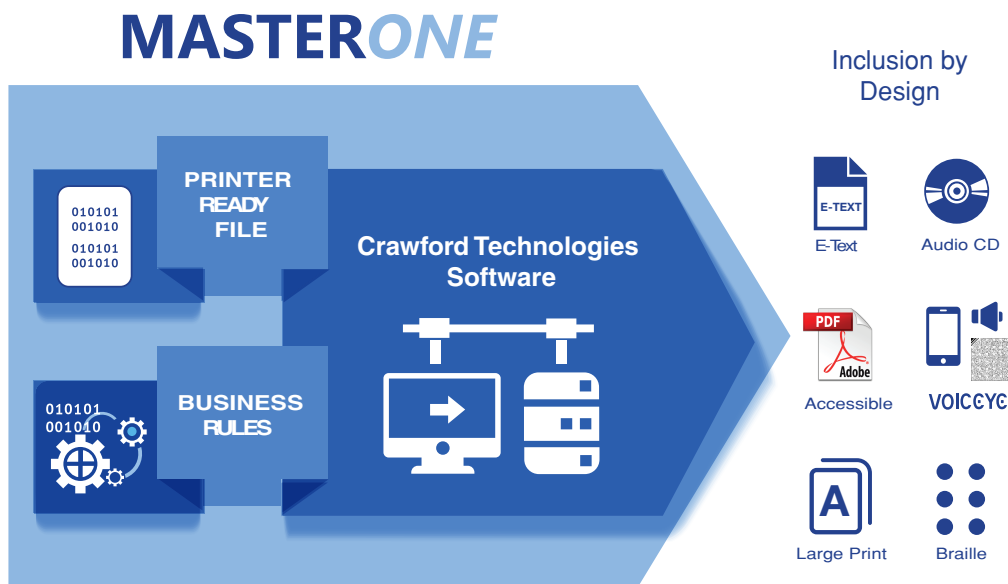 MASTERONE
Inclusion by
Design
PRINTER
READY
FILE
010101
001010
010101
001010
Crawford Technologies
Software
BUSINESS
RULES
010101
001010
E-TEXT
E-Text
Audio CD
PDF
Adobe
Accessible
VOICEYE
A
Large Print
Braille